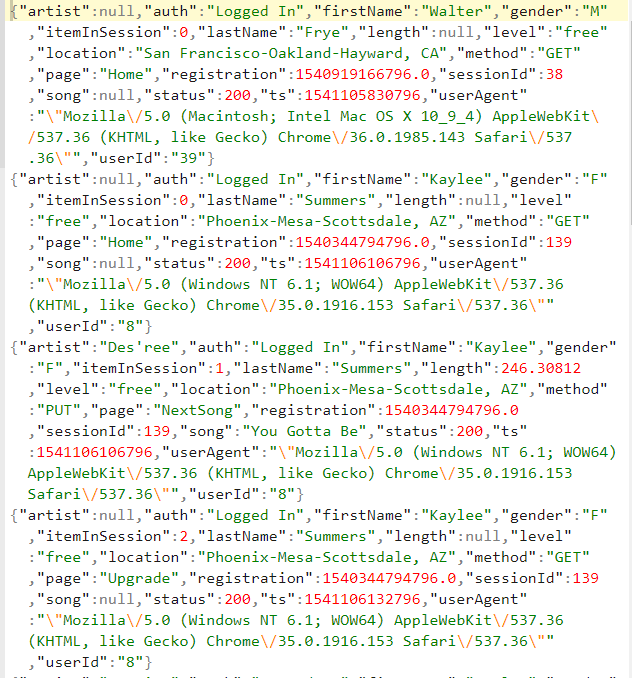 {"artist":null,"auth":"Logged In","firstName":"Walter","gender":"M"
,"itemInSession":0,"lastName":"Frye","length":null,"level":"free"
,"location":"San Francisco-Oakland-Hayward, CA","method":"GET"
,"page":"Home","registration":1540919166796.0,"sessionId":38
,"song":null,"status":200,"ts":1541105830796,"userAgent"
:"\"Mozilla\/5.0 (Macintosh; Intel Mac OS X 10_9_4) AppleWebKit\
/537.36 (KHTML, like Gecko) Chrome\/36.0.1985.143 Safari\/537
.36\"","userId":"39"}
{"artist":null,"auth":"Logged In","firstName":"Kaylee","gender":"F"
,"itemInSession":0,"lastName":"Summers","length":null,"level"
:"free","location":"Phoenix-Mesa-Scottsdale, AZ","method":"GET"
,"page":"Home","registration":1540344794796.0,"sessionId":139
,"song":null,"status":200,"ts":1541106106796,"userAgent"
:"\"Mozilla\/5.0 (Windows NT 6.1; WOW64) AppleWebKit\/537.36
(KHTML, like Gecko) Chrome\/35.0.1916.153 Safari\/537.36\""
,"userId":"8"}
{"artist":"Des'ree","auth":"Logged In","firstName":"Kaylee","gender"
:"F","itemInSession":1,"lastName":"Summers","length":246.30812
,"level":"free","location":"Phoenix-Mesa-Scottsdale, AZ","method"
:"PUT","page":"NextSong","registration":1540344794796.0
,"sessionId":139,"song":"You Gotta Be","status":200,"ts"
:1541106106796,"userAgent":"\"Mozilla\/5.0 (Windows NT 6.1; WOW64)
AppleWebKit\/537.36 (KHTML, like Gecko) Chrome\/35.0.1916.153
Safari\/537.36\"","userId":"8"}
{"artist":null,"auth":"Logged In","firstName":"Kaylee","gender":"F"
,"itemInSession":2,"lastName":"Summers","length":null,"level"
:"free","location":"Phoenix-Mesa-Scottsdale, AZ","method":"GET"
,"page":"Upgrade","registration":1540344794796.0,"sessionId":139
,"song":null,"status":200,"ts":1541106132796,"userAgent"
:"\"Mozilla\/5.0 (Windows NT 6.1; WOW64) AppleWebKit\/537.36
(KHTML, like Gecko) Chrome\/35.0.1916.153 Safari\/537.36\""
,"userId":"8"}